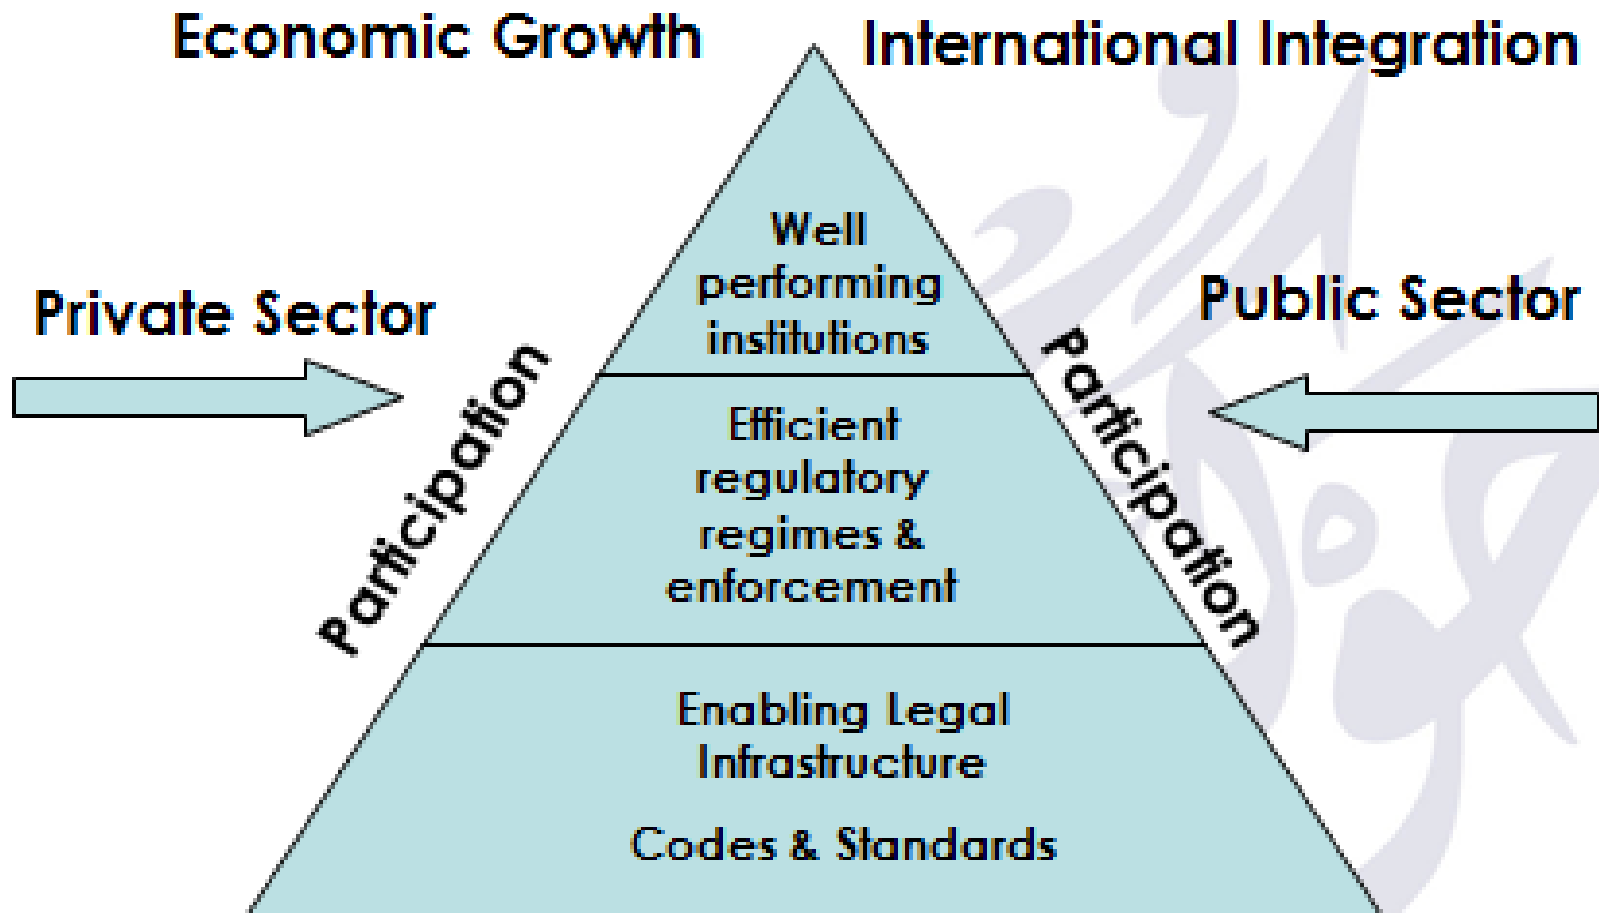 Economic Growth
International Integration
Well
performing
institutions
Private Sector
Public Sector
Participation
Participation
Efficient
regulatory
regimes &
enforcement
Enabling Legal
Infrastructure
Codes & Standards